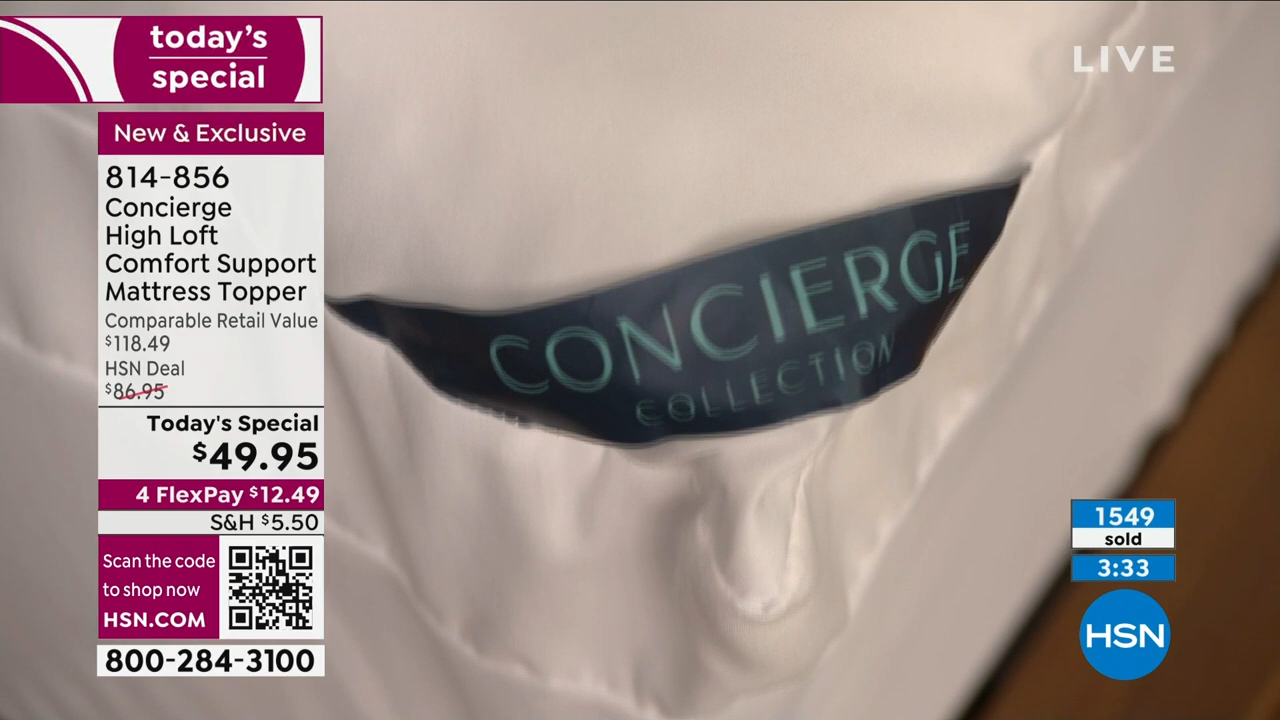 today's
special
New & Exclusive
814-856
Concierge
High Loft
Comfort Support
Mattress Topper
Comparable Retail Value
$118.49
HSN Deal
$86.95
Today's Special
$49.95
4 FlexPay $12.49
S&H $5.50
Scan the code
to shop now
HSN.COM
800-284-3100
CONCIERGE
COLLECTION
LIVE
1549
sold
3:33
HSN